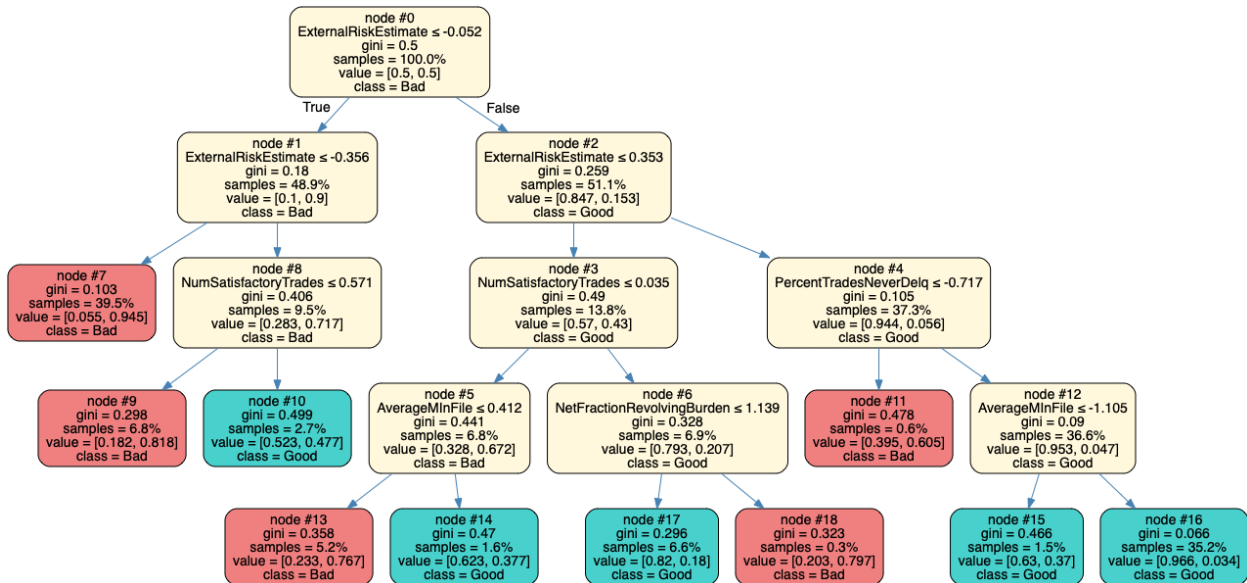 node #0
ExternalRiskEstimate ≤ -0.052
gini = 0.5
samples = 100.0%
value = [0.5, 0.5]
class = Bad
True
False
node #1
ExternalRiskEstimate ≤ -0.356
gini = 0.18
samples = 48.9%
value = [0.1, 0.9]
class = Bad
node #2
ExternalRiskEstimate ≤ 0.353
gini = 0.259
samples = 51.1%
value = [0.847, 0.153]
class = Good
node #7
gini = 0.103
samples = 39.5%
value = [0.055, 0.945]
class = Bad
node #8
NumSatisfactoryTrades ≤ 0.571
gini = 0.406
samples = 9.5%
value = [0.283, 0.717]
class = Bad
node #3
NumSatisfactoryTrades ≤ 0.035
gini = 0.49
samples = 13.8%
value = [0.57, 0.43]
class = Good
node #4
PercentTradesNeverDelq ≤ -0.717
gini = 0.105
samples = 37.3%
value = [0.944, 0.056]
class = Good
node #9
gini = 0.298
samples = 6.8%
value = [0.182, 0.818]
class = Bad
node #10
gini = 0.499
samples = 2.7%
value = [0.523, 0.477]
class = Good
node #5
AverageMInFile ≤ 0.412
gini = 0.441
samples = 6.8%
value = [0.328, 0.672]
class = Bad
node #6
NetFractionRevolvingBurden ≤ 1.139
gini = 0.328
samples = 6.9%
value = [0.793, 0.207]
class = Good
node #11
gini = 0.478
samples = 0.6%
value = [0.395, 0.605]
class = Bad
node #12
AverageMInFile ≤ -1.105
gini = 0.09
samples = 36.6%
value = [0.953, 0.047]
class = Good
node #13
gini = 0.358
samples = 5.2%
value = [0.233, 0.767]
class = Bad
node #14
gini = 0.47
samples = 1.6%
value = [0.623, 0.377]
class = Good
node #17
gini = 0.296
samples = 6.6%
value = [0.82, 0.18]
class = Good
node #18
gini = 0.323
samples = 0.3%
value = [0.203, 0.797]
class = Bad
node #15
gini = 0.466
samples = 1.5%
value = [0.63, 0.37]
class = Good
node #16
gini = 0.066
samples = 35.2%
value = [0.966, 0.034]
class = Good